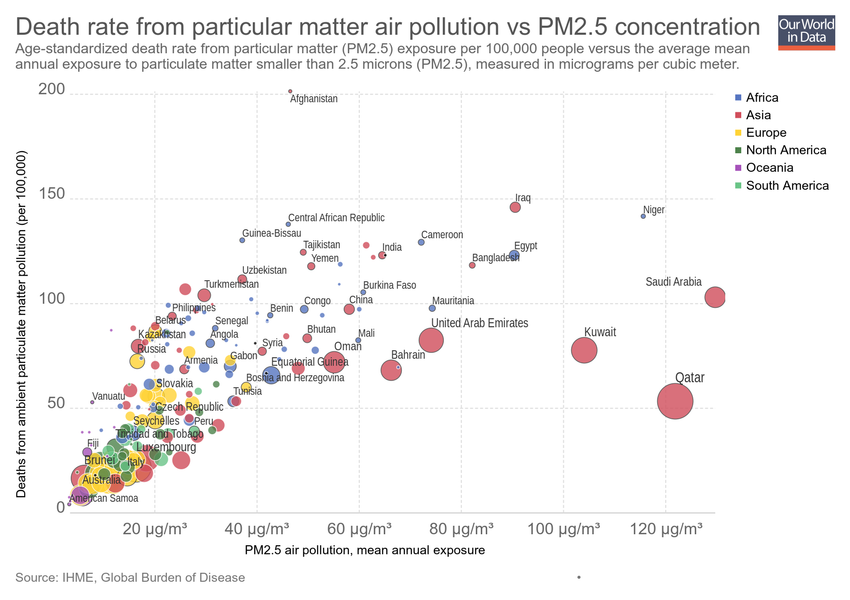 Death rate from particular matter air pollution vs PM2.5 concentration
Our World
in Data
Age-standardized death rate from particular matter (PM2.5) exposure per 100,000 people versus the average mean
annual exposure to particulate matter smaller than 2.5 microns (PM2.5), measured in micrograms per cubic meter.
200
Afghanistan
Africa
Asia
Europe
North America
Oceania
South America
150
Iraq
Niger
Central African Republic
Guinea-Bissau
Cameroon
Tajikistan
India
Egypt
Yemen
Bangladesh
Uzbekistan
Turkmenistan
Burkina Faso
Saudi Arabia
100
Philippines
Benin
Congo
China
Mauritania
Belarus
Senegal
United Arab Emirates
Kazakhstan
Angola
Bhutan
Mali
Kuwait
Russia
Syria
Oman
Armenia
Gabon
Equatorial Guinea
Bahrain
Slovakia
Bosnia and Herzegovina
Qatar
Vanuatu
Tunisia
50
Czech Republic
Seychelles
Peru
Trinidad and Tobago
Fiji
Luxembourg
Brunei
Italy
Australia
American Samoa
0
Deaths from ambient particulate matter pollution (per 100,000)
20 µg/m³
40 µg/m³
60 µg/m³
80 µg/m³
100 µg/m³
120 µg/m³
PM2.5 air pollution, mean annual exposure
Source: IHME, Global Burden of Disease